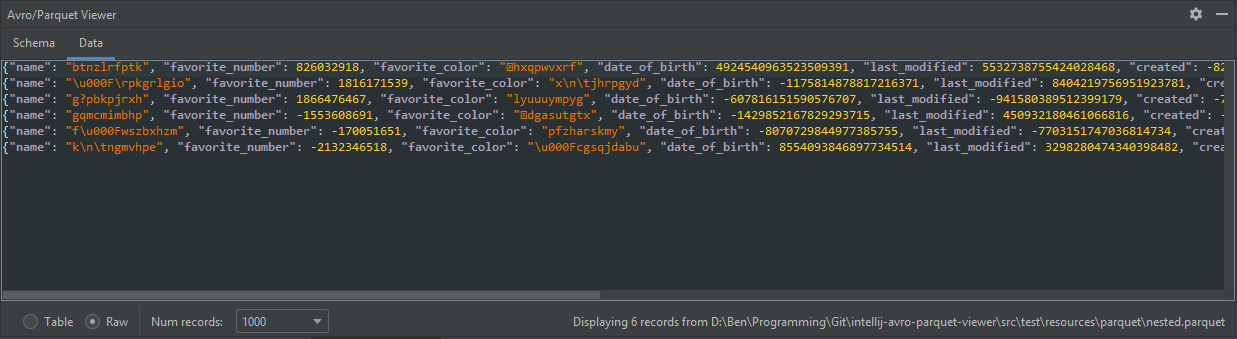 Avro/Parquet Viewer
Schema Data
{"name": "btnzlrfptk", "favorite_number": 826032918, "favorite_color": "hxqpwvxrf", "date_of_birth": 4924540963523509391, "last_modified": 5532738755424028468, "created": -82
{"name": "\u000F\rpkgrlgio", "favorite_number": 1816171539, "favorite_color": "x\n\tjhrpgyd", "date_of_birth": -1175814878817216371, "last_modified": 8404219756951923781, "created":
{"name": "g?pbkpjrxh", "favorite_number": 1866476467, "favorite_color": "lyuuuympyg", "date_of_birth": -607816151590576707, "last_modified": -941580389512399179, "created": -7
{"name": "gqmcmimbhp", "favorite_number": -1553608691, "favorite_color": "dgasutgtx", "date_of_birth": -1429852167829293715, "last_modified": 450932180461066816, "created": -
{"name": "f\u000Fwszbxhzm", "favorite_number": -170051651, "favorite_color": "pfzharskmy", "date_of_birth": -8070729844977385755, "last_modified": -7703151747036814734, "crea
{"name": "k\n\tngmvhpe", "favorite_number": -2132346518, "favorite_color": "\u000Fcgsqjdabu", "date_of_birth": 8554093846897734514, "last_modified": 3298280474340398482, "crea
Table Raw Num records: 1000 Displaying 6 records from D:\Ben\Programming\Git\intellij-avro-parquet-viewer\src\test\resources\parquet\nested.parquet